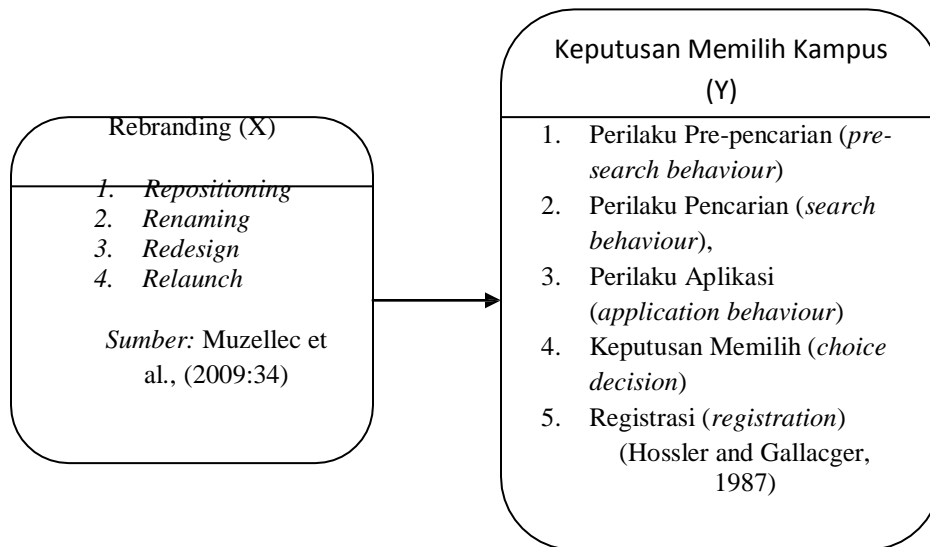 Rebranding (X)
1. Repositioning
2. Renaming
3. Redesign
4. Relaunch
Sumber: Muzellec et
al., (2009:34)
Keputusan Memilih Kampus
(Y)
1. Perilaku Pre-pencarian (pre-
search behaviour)
2. Perilaku Pencarian (search
behaviour),
3. Perilaku Aplikasi
(application behaviour)
4. Keputusan Memilih (choice
decision)
5. Registrasi (registration)
(Hossler and Gallacger,
1987)